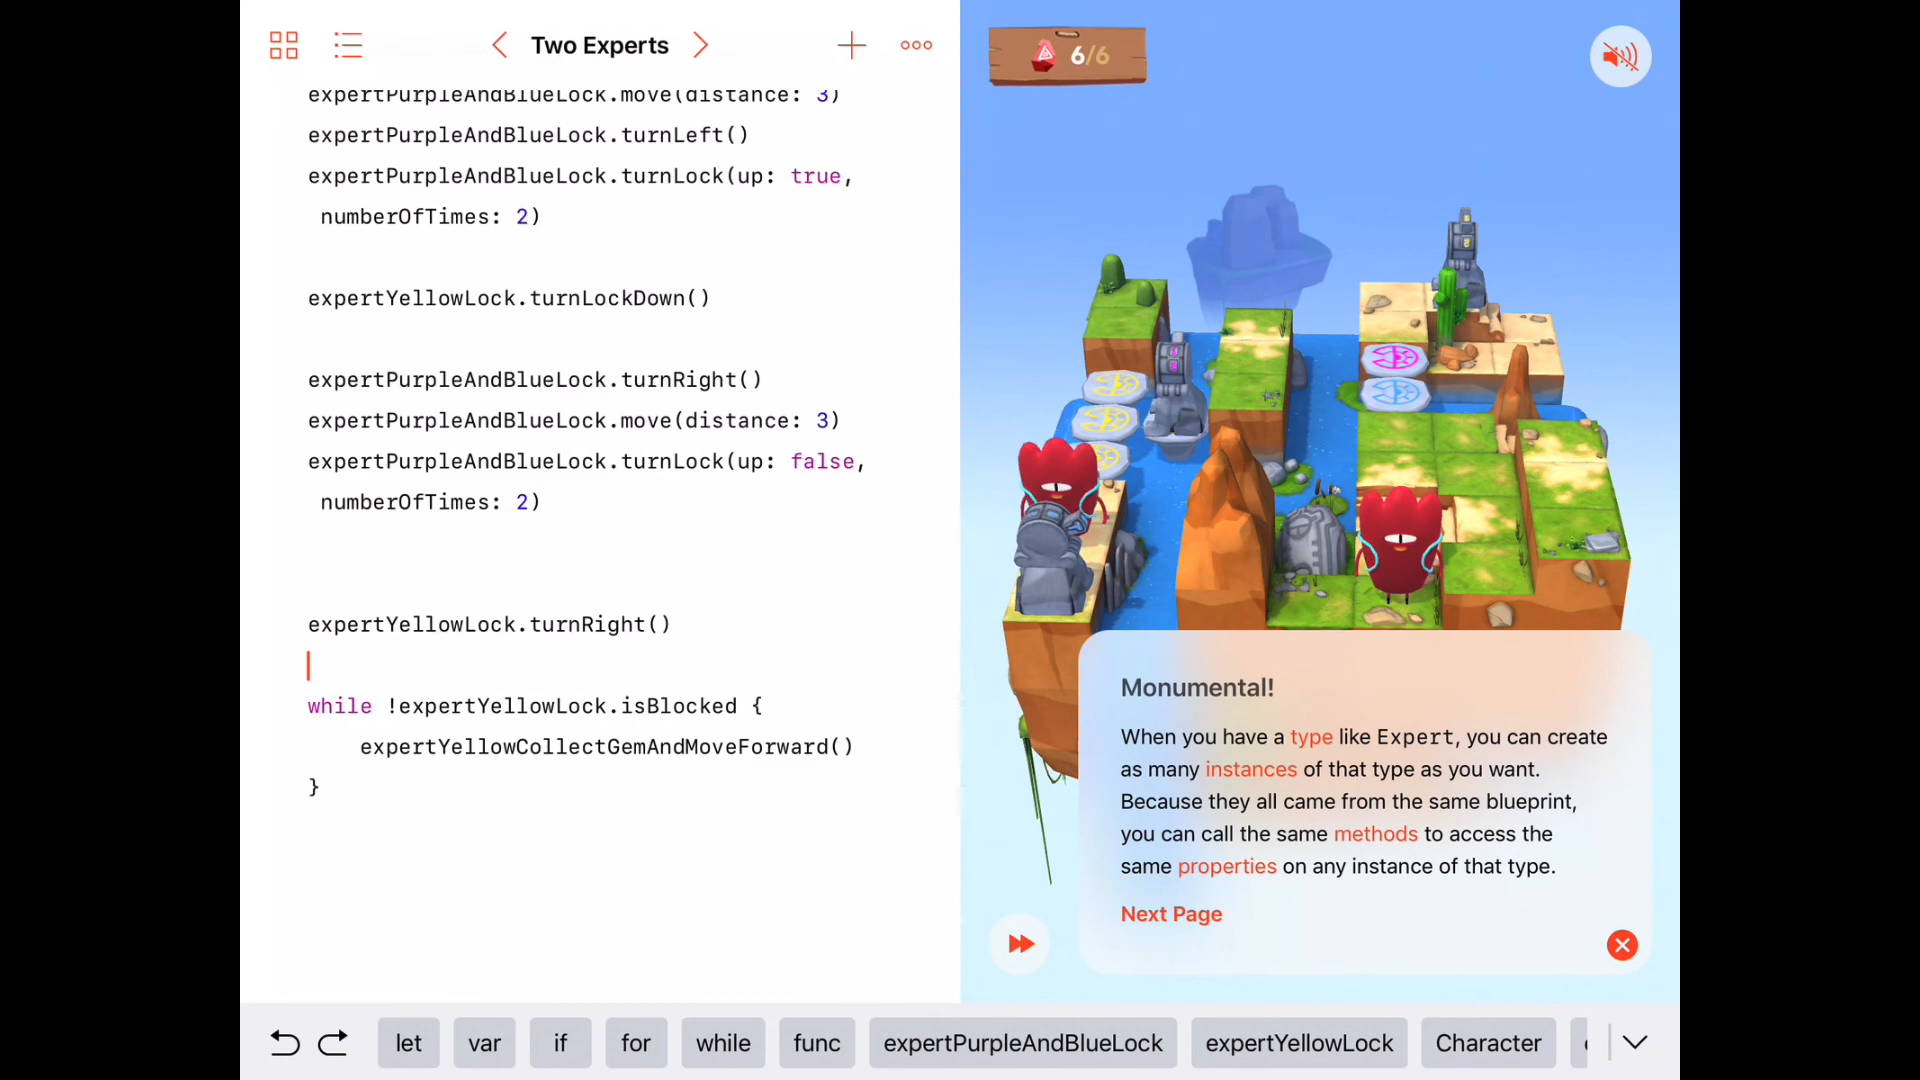 Two Experts
expertPurpleAndBlueLock.move(distance: 3)
expertPurpleAndBlueLock.turnLeft()
expertPurpleAndBlueLock.turnLock(up: true,
numberOfTimes: 2)
expertYellowLock.turnLockDown()
expertPurpleAndBlueLock.turnRight()
expertPurpleAndBlueLock.move(distance: 3)
expertPurpleAndBlueLock.turnLock(up: false,
numberOfTimes: 2)
expertYellowLock.turnRight()
while !expertYellowLock.isBlocked {
expertYellowCollectGemAndMoveForward()
}
6/6
Monumental!
When you have a type like Expert, you can create
as many instances of that type as you want.
Because they all came from the same blueprint,
you can call the same methods to access the
same properties on any instance of that type.
Next Page
let var if for while func expertPurpleAndBlueLock expertYellowLock Character